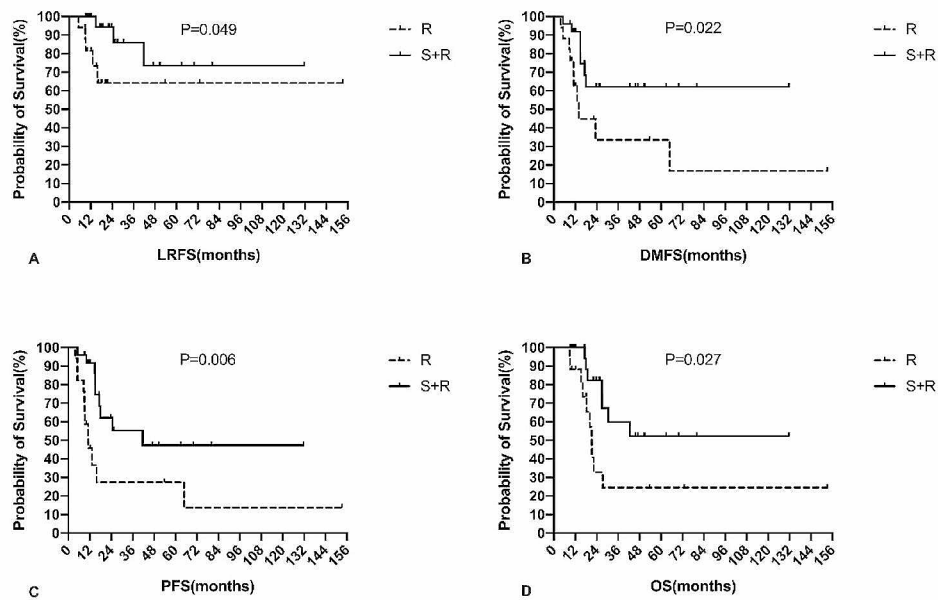 P=0.049
R
S+R
Probability of Survival(%)
100
90
80
70
60
50
40
30
20
10
0
0 12 24 36 48 60 72 84 96 108 120 132 144 156
A
LRFS(months)
P=0.022
R
S+R
Probability of Survival(%)
100
90
80
70
60
50
40
30
20
10
0
0 12 24 36 48 60 72 84 96 108 120 132 144 156
B
DMFS(months)
P=0.006
R
S+R
Probability of Survival(%)
100
90
80
70
60
50
40
30
20
10
0
0 12 24 36 48 60 72 84 96 108 120 132 144 156
C
PFS(months)
P=0.027
R
S+R
Probability of Survival(%)
100
90
80
70
60
50
40
30
20
10
0
0 12 24 36 48 60 72 84 96 108 120 132 144 156
D
OS(months)